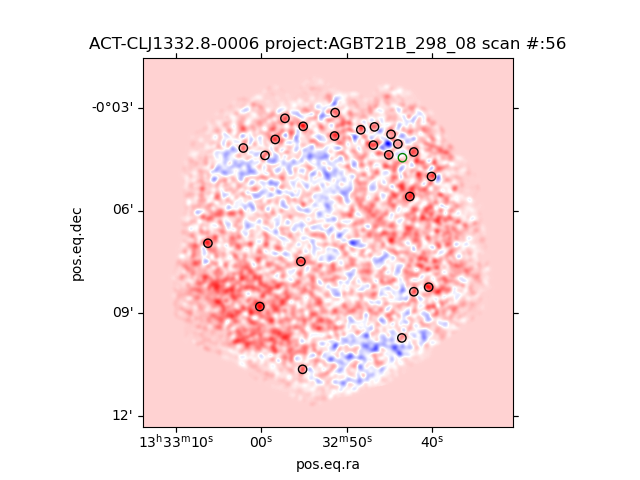 ACT-CLJ1332.8-0006 project:AGBT21B_298_08 scan #:56
-0°03'
06'
09'
12'
pos.eq.dec
13ʰ33ᵐ10ˢ 00ˢ 32ᵐ50ˢ 40ˢ
pos.eq.ra